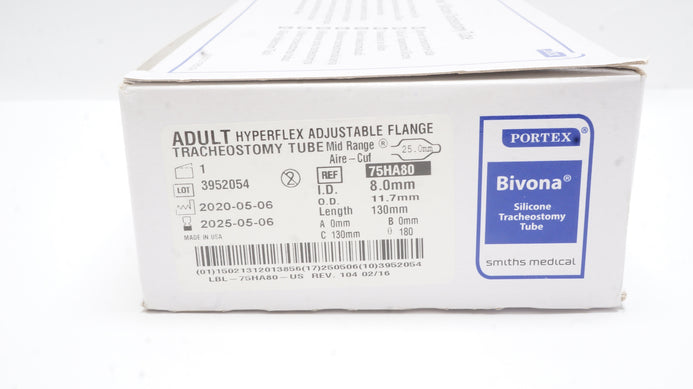 ADULT HYPERFLEX ADJUSTABLE FLANGE
TRACHEOSTOMY TUBE Mid Range ®
Aire-Cuf
25.0mm
1
LOT 3952054
2020-05-06
2025-05-06
MADE IN USA
REF 75HA80
I.D. 8.0mm
O.D. 11.7mm
Length 130mm
A 0mm B 0mm
C 130mm θ 180
(01)15021312013856(17)250506(10)3952054
LBL-75HA80-US REV. 104 02/16
PORTEX®
Bivona®
Silicone
Tracheostomy
Tube
smiths medical